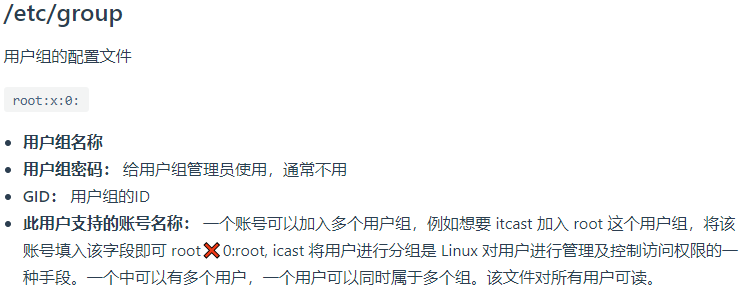 /etc/group
用户组的配置文件
root:x:0:
• 用户组名称
• 用户组密码： 给用户组管理员使用，通常不用
• GID： 用户组的ID
• 此用户支持的账号名称： 一个账号可以加入多个用户组，例如想要 itcast 加入 root 这个用户组，将该
账号填入该字段即可 root❌0:root, icast 将用户进行分组是 Linux 对用户进行管理及控制访问权限的一
种手段。一个中可以有多个用户，一个用户可以同时属于多个组。该文件对所有用户可读。